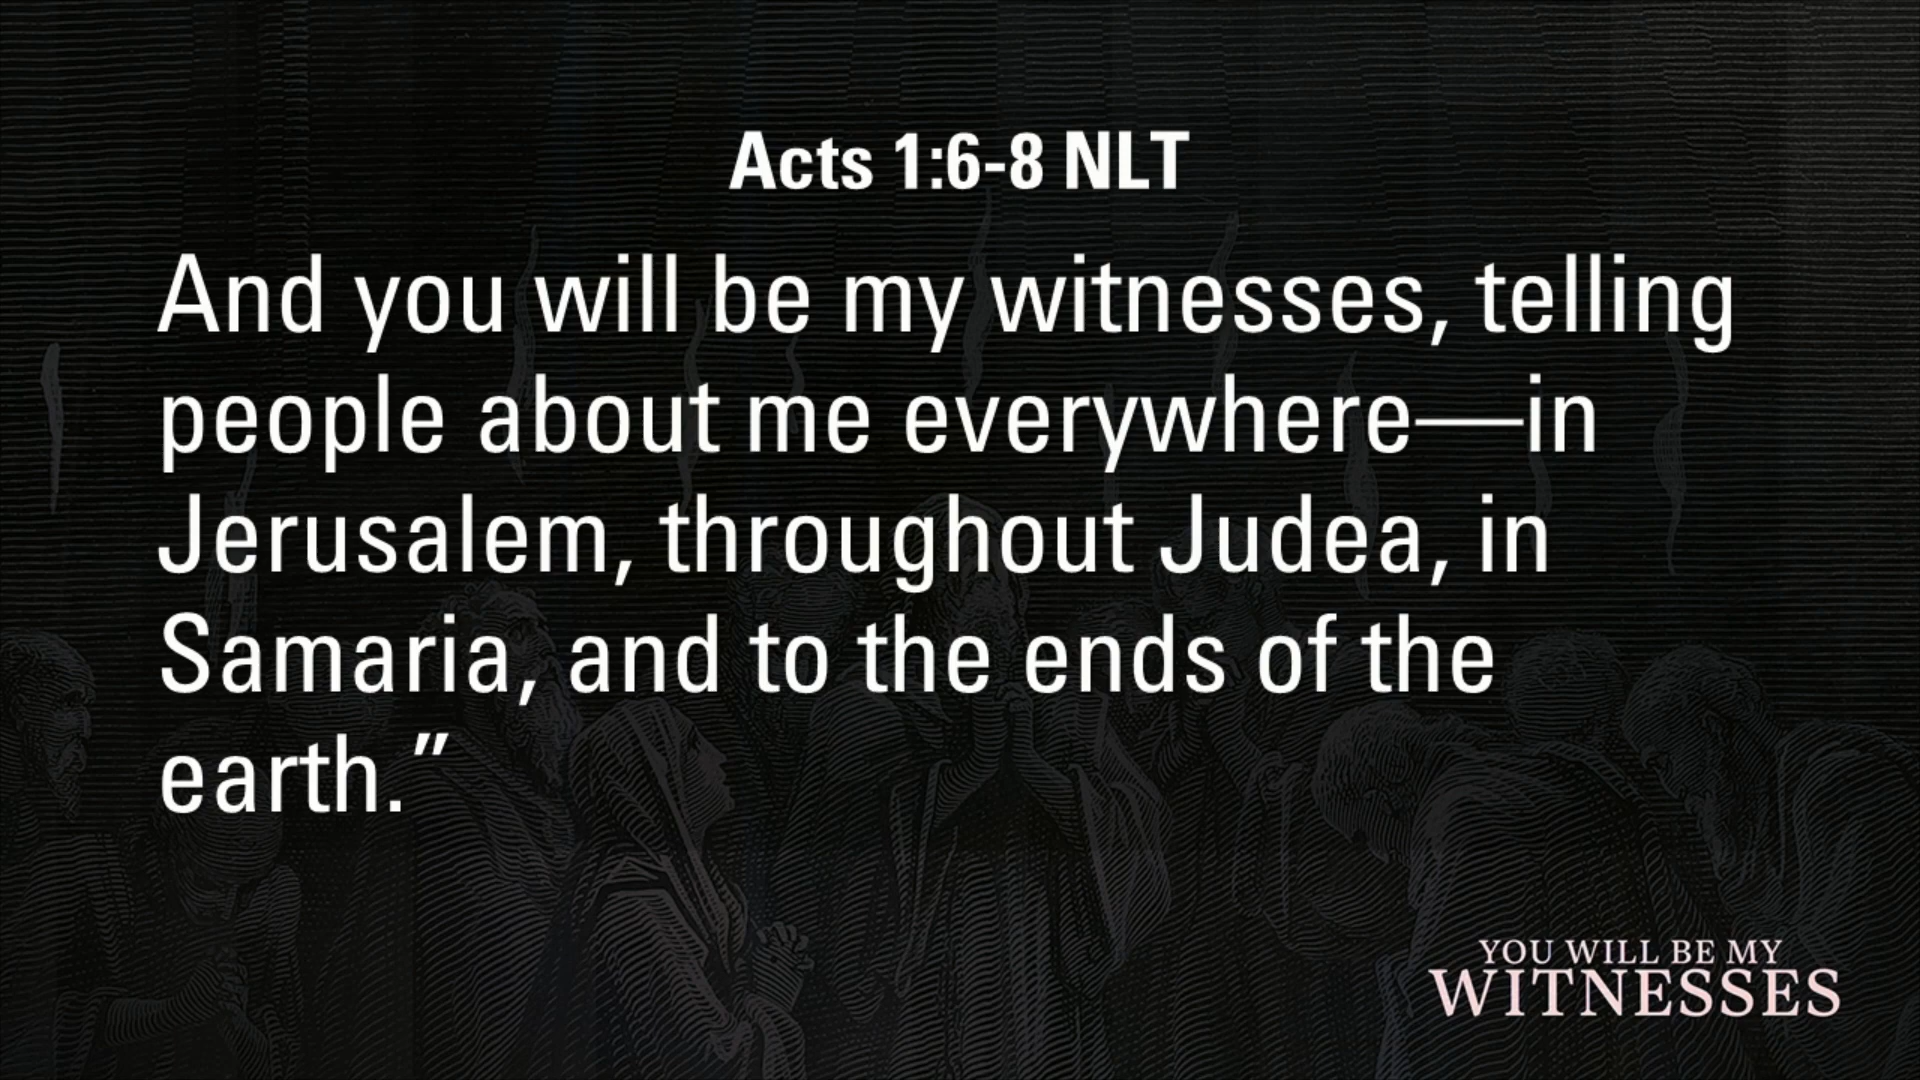 Acts 1:6-8 NLT
And you will be my witnesses, telling
people about me everywhere—in
Jerusalem, throughout Judea, in
Samaria, and to the ends of the
earth.”
YOU WILL BE MY
WITNESSES